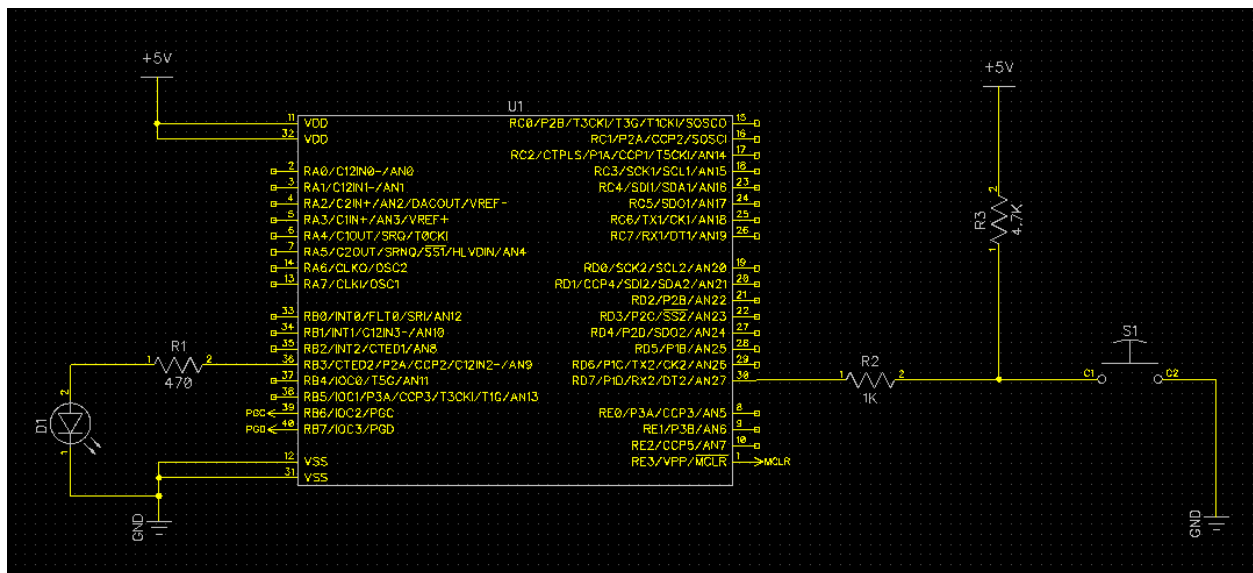 +5V
+5V
U1
11 VDD
32 VDD
2 RA0/C12IN0-/AN0
3 RA1/C12IN1-/AN1
4 RA2/C2IN+/AN2/DACOUT/VREF-
5 RA3/C1IN+/AN3/VREF+
6 RA4/C1OUT/SRQ/T0CKI
7 RA5/C2OUT/SRNQ/SS1/HLVDIN/AN4
14 RA6/CLKO/OSC2
13 RA7/CLKI/OSC1
33 RB0/INT0/FLT0/SRI/AN12
34 RB1/INT1/C12IN3-/AN10
35 RB2/INT2/CTED1/AN8
36 RB3/CTED2/P2A/CCP2/C12IN2-/AN9
37 RB4/IOC0/T5G/AN11
38 RB5/IOC1/P3A/CCP3/T3CKI/T1G/AN13
PGC 39 RB6/IOC2/PGC
PGD 40 RB7/IOC3/PGD
12 VSS
31 VSS
RC0/P2B/T3CKI/T3G/T1CKI/SOSCO 15
RC1/P2A/CCP2/SOSCI 16
RC2/CTPLS/P1A/CCP1/T5CKI/AN14 17
RC3/SCK1/SCL1/AN15 18
RC4/SDI1/SDA1/AN16 23
RC5/SDO1/AN17 24
RC6/TX1/CK1/AN18 25
RC7/RX1/DT1/AN19 26
RD0/SCK2/SCL2/AN20 19
RD1/CCP4/SDI2/SDA2/AN21 20
RD2/P2B/AN22 21
RD3/P2C/SS2/AN23 22
RD4/P2D/SDO2/AN24 27
RD5/P1B/AN25 28
RD6/P1C/TX2/CK2/AN26 29
RD7/P1D/RX2/DT2/AN27 30
RE0/P3A/CCP3/AN5 8
RE1/P3B/AN6 9
RE2/CCP5/AN7 10
RE3/VPP/MCLR 1 MCLR
R1
1 2
470
D1
2
1
GND
R2
1 2
1K
R3
4.7K
2
1
S1
C1 C2
GND